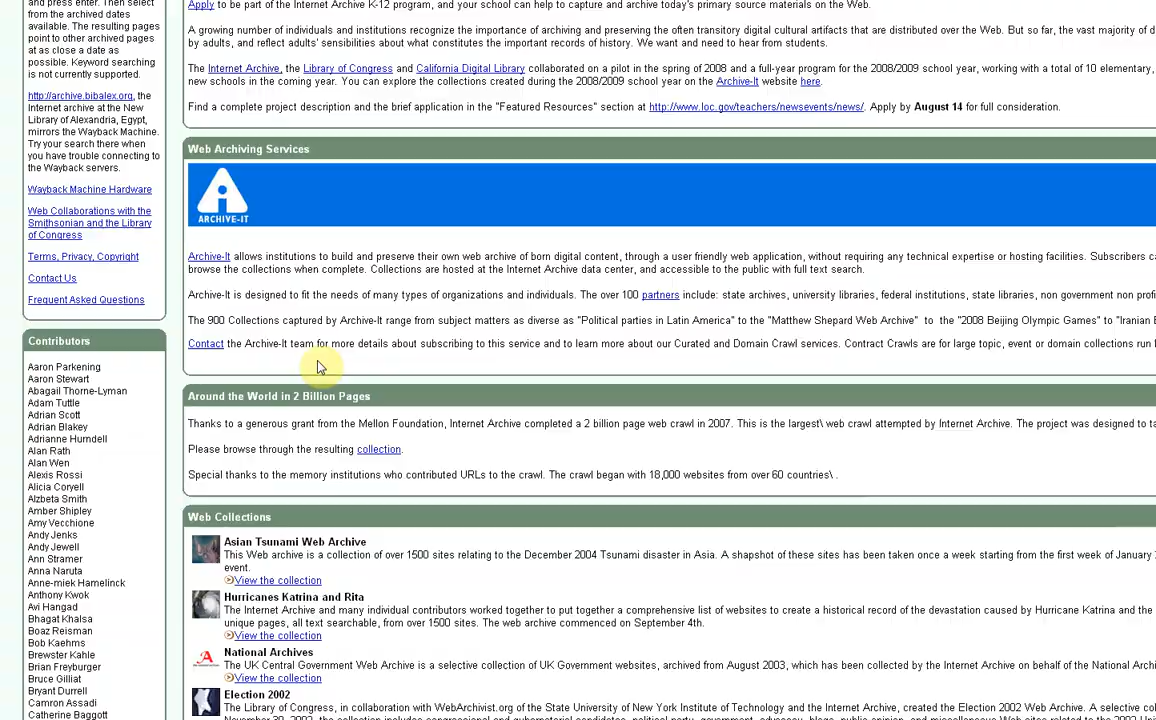 and press enter. Then select
from the archived dates
available. The resulting pages
point to other archived pages
at as close a date as
possible. Keyword searching
is not currently supported.
http://archive.bibalex.org, the
Internet archive at the New
Library of Alexandria, Egypt,
mirrors the Wayback Machine.
Try your search there when
you have trouble connecting to
the Wayback servers.
Wayback Machine Hardware
Web Collaborations with the
Smithsonian and the Library
of Congress
Terms, Privacy, Copyright
Contact Us
Frequent Asked Questions
Contributors
Aaron Parkening
Aaron Stewart
Abagail Thorne-Lyman
Adam Tuttle
Adrian Scott
Adrian Blakey
Adrianne Hurndell
Alan Rath
Alan Wen
Alexis Rossi
Alicia Coryell
Alzbeta Smith
Amber Shipley
Amy Vecchione
Andy Jenks
Andy Jewell
Ann Stramer
Anna Naruta
Anne-miek Hamelinck
Anthony Kwok
Avi Hangad
Bhagat Khalsa
Boaz Reisman
Bob Kaehms
Brewster Kahle
Brian Freyburger
Bruce Gilliat
Bryant Durrell
Camron Assadi
Catherine Baggott
Apply to be part of the Internet Archive K-12 program, and your school can help to capture and archive today's primary source materials on the Web.
A growing number of individuals and institutions recognize the importance of archiving and preserving the often transitory digital cultural artifacts that are distributed over the Web. But so far, the vast majority of d
by adults, and reflect adults' sensibilities about what constitutes the important records of history. We want and need to hear from students.
The Internet Archive, the Library of Congress and California Digital Library collaborated on a pilot in the spring of 2008 and a full-year program for the 2008/2009 school year, working with a total of 10 elementary,
new schools in the coming year. You can explore the collections created during the 2008/2009 school year on the Archive-It website here.
Find a complete project description and the brief application in the "Featured Resources" section at http://www.loc.gov/teachers/newsevents/news/. Apply by August 14 for full consideration.
Web Archiving Services
ARCHIVE-IT
Archive-It allows institutions to build and preserve their own web archive of born digital content, through a user friendly web application, without requiring any technical expertise or hosting facilities. Subscribers ca
browse the collections when complete. Collections are hosted at the Internet Archive data center, and accessible to the public with full text search.
Archive-It is designed to fit the needs of many types of organizations and individuals. The over 100 partners include: state archives, university libraries, federal institutions, state libraries, non government non profi
The 900 Collections captured by Archive-It range from subject matters as diverse as "Political parties in Latin America" to the "Matthew Shepard Web Archive" to the "2008 Beijing Olympic Games" to "Iranian
Contact the Archive-It team for more details about subscribing to this service and to learn more about our Curated and Domain Crawl services. Contract Crawls are for large topic, event or domain collections run
Around the World in 2 Billion Pages
Thanks to a generous grant from the Mellon Foundation, Internet Archive completed a 2 billion page web crawl in 2007. This is the largest\ web crawl attempted by Internet Archive. The project was designed to ta
Please browse through the resulting collection.
Special thanks to the memory institutions who contributed URLs to the crawl. The crawl began with 18,000 websites from over 60 countries\ .
Web Collections
Asian Tsunami Web Archive
This Web archive is a collection of over 1500 sites relating to the December 2004 Tsunami disaster in Asia. A shapshot of these sites has been taken once a week starting from the first week of January
event.
View the collection
Hurricanes Katrina and Rita
The Internet Archive and many individual contributors worked together to put together a comprehensive list of websites to create a historical record of the devastation caused by Hurricane Katrina and the
unique pages, all text searchable, from over 1500 sites. The web archive commenced on September 4th.
View the collection
National Archives
The UK Central Government Web Archive is a selective collection of UK Government websites, archived from August 2003, which has been collected by the Internet Archive on behalf of the National Archi
View the collection
Election 2002
The Library of Congress, in collaboration with WebArchivist.org of the State University of New York Institute of Technology and the Internet Archive, created the Election 2002 Web Archive. A selective co